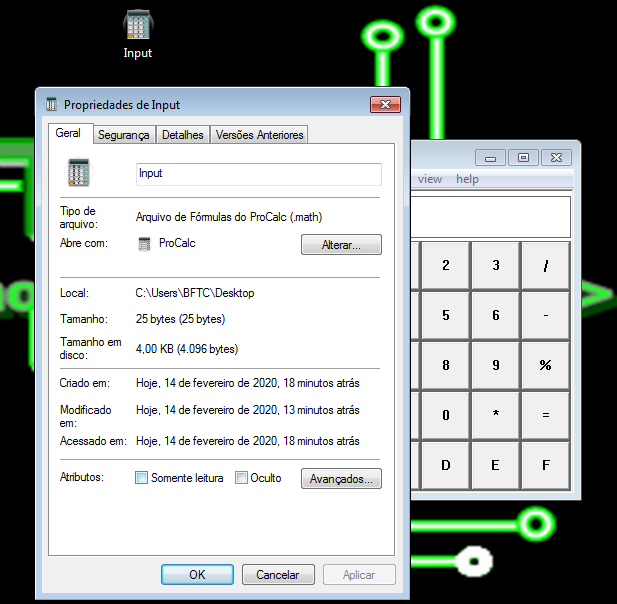 Input
Propriedades de Input
Geral Segurança Detalhes Versões Anteriores
Input
Tipo de arquivo: Arquivo de Fórmulas do ProCalc (.math)
Abre com: ProCalc Alterar...
Local: C:\Users\BFTC\Desktop
Tamanho: 25 bytes (25 bytes)
Tamanho em disco: 4,00 KB (4.096 bytes)
Criado em: Hoje, 14 de fevereiro de 2020, 18 minutos atrás
Modificado em: Hoje, 14 de fevereiro de 2020, 13 minutos atrás
Acessado em: Hoje, 14 de fevereiro de 2020, 18 minutos atrás
Atributos: Somente leitura Oculto Avançados...
OK Cancelar Aplicar
view help
2 3 /
5 6 -
8 9 %
0 * =
D E F